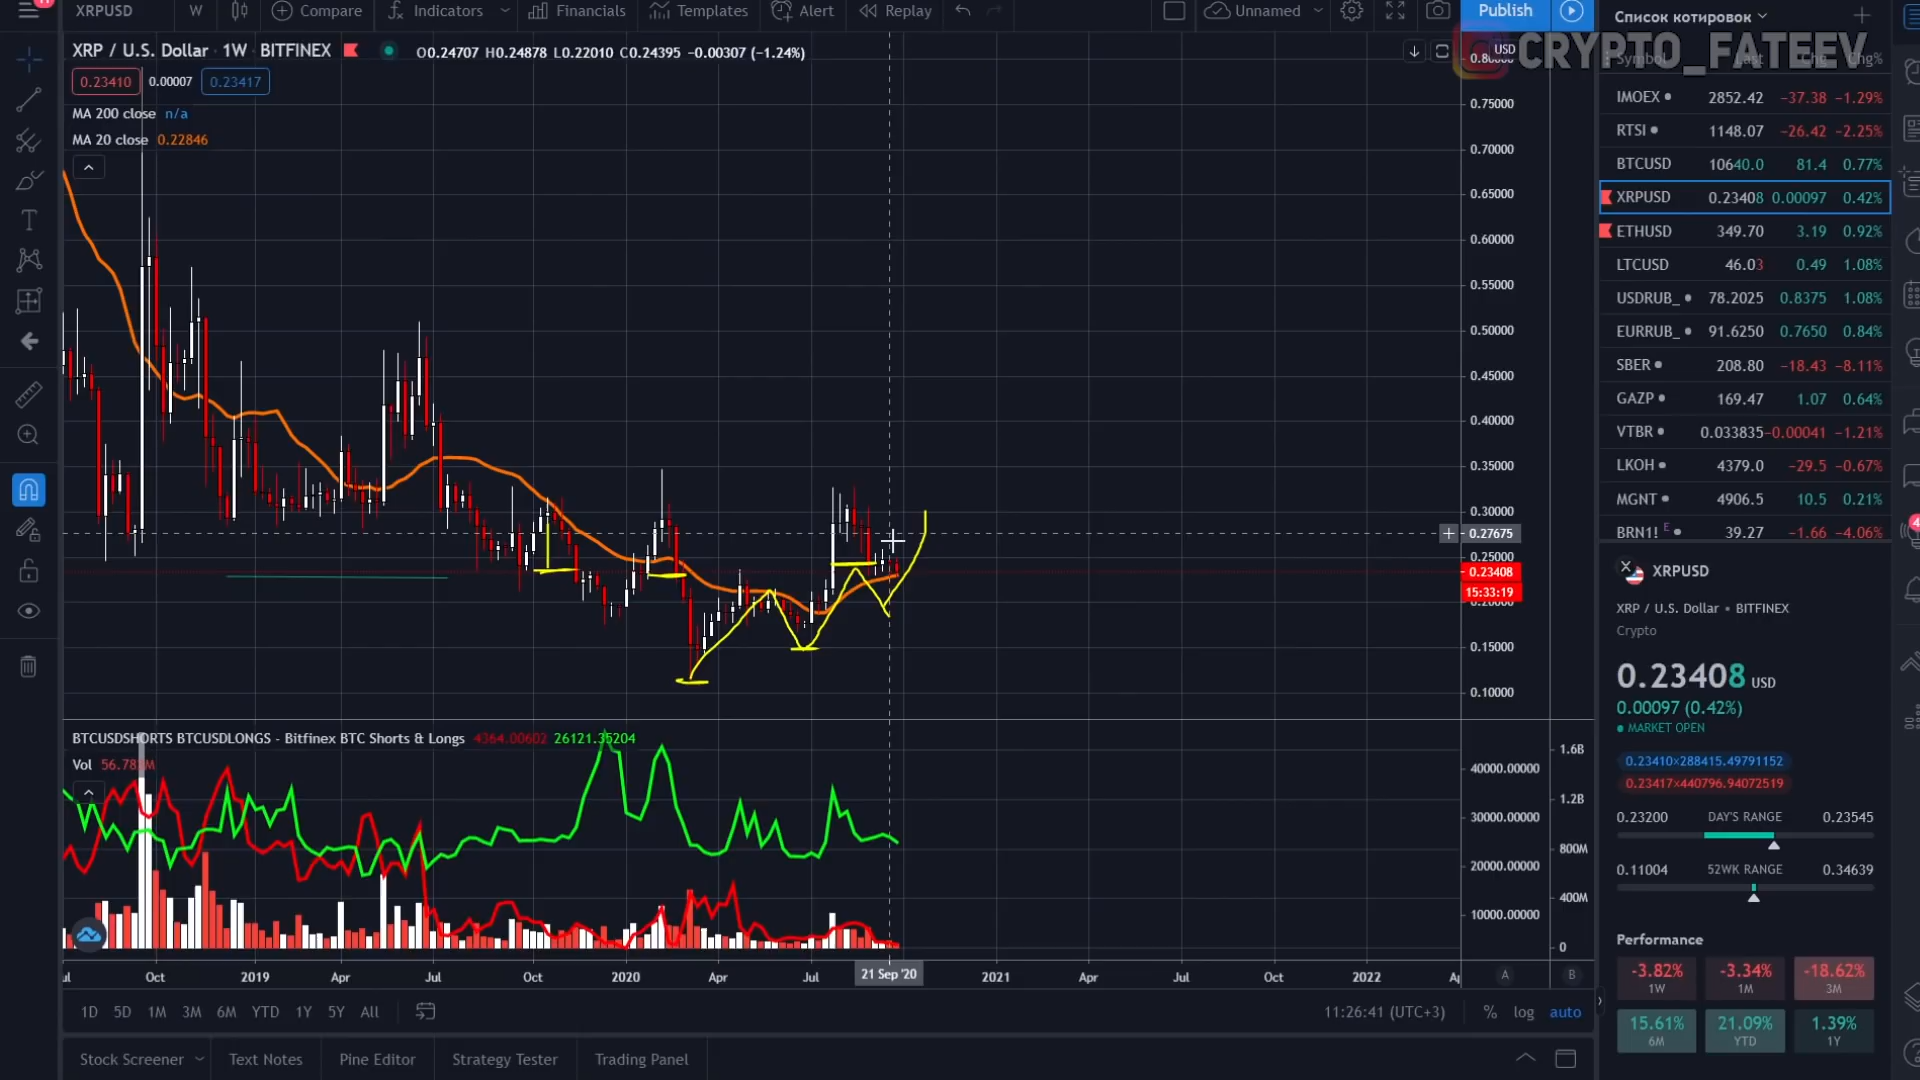 XRPUSD W Compare Indicators Financials Templates Alert Replay Unnamed Publish
Список котировок
XRP / U.S. Dollar · 1W · BITFINEX O0.24707 H0.24878 L0.22010 C0.24395 −0.00307 (−1.24%)
USD
CRYPTO_FATEEV
0.23410 0.00007 0.23417
MA 200 close n/a
MA 20 close 0.22846
0.75000
0.70000
0.65000
0.60000
0.55000
0.50000
0.45000
0.40000
0.35000
0.30000
0.27675
0.25000
0.23408
15:33:19
0.20000
0.15000
0.10000
BTCUSDSHORTS BTCUSDLONGS - Bitfinex BTC Shorts & Longs 4364.00602 26121.35204
Vol
40000.00000
30000.00000
20000.00000
10000.00000
1.6B
1.2B
800M
400M
0
Oct 2019 Apr Jul Oct 2020 Apr Jul 21 Sep '20 2021 Apr Jul Oct 2022
A B
1D 5D 1M 3M 6M YTD 1Y 5Y All
11:26:41 (UTC+3) % log auto
Stock Screener Text Notes Pine Editor Strategy Tester Trading Panel
IMOEX 2852.42 −37.38 −1.29%
RTSI 1148.07 −26.42 −2.25%
BTCUSD 10640.0 81.4 0.77%
XRPUSD 0.23408 0.00097 0.42%
ETHUSD 349.70 3.19 0.92%
LTCUSD 46.03 0.49 1.08%
USDRUB_ 78.2025 0.8375 1.08%
EURRUB_ 91.6250 0.7650 0.84%
SBER 208.80 −18.43 −8.11%
GAZP 169.47 1.07 0.64%
VTBR 0.033835 −0.00041 −1.21%
LKOH 4379.0 −29.5 −0.67%
MGNT 4906.5 10.5 0.21%
BRN1! E 39.27 −1.66 −4.06%
XRPUSD
XRP / U.S. Dollar • BITFINEX
Crypto
0.23408 USD
0.00097 (0.42%)
MARKET OPEN
0.23410×288415.49791152
0.23417×440796.94072519
0.23200 DAY'S RANGE 0.23545
0.11004 52WK RANGE 0.34639
Performance
-3.82% -3.34% -18.62%
1W 1M 3M
15.61% 21.09% 1.39%
6M YTD 1Y